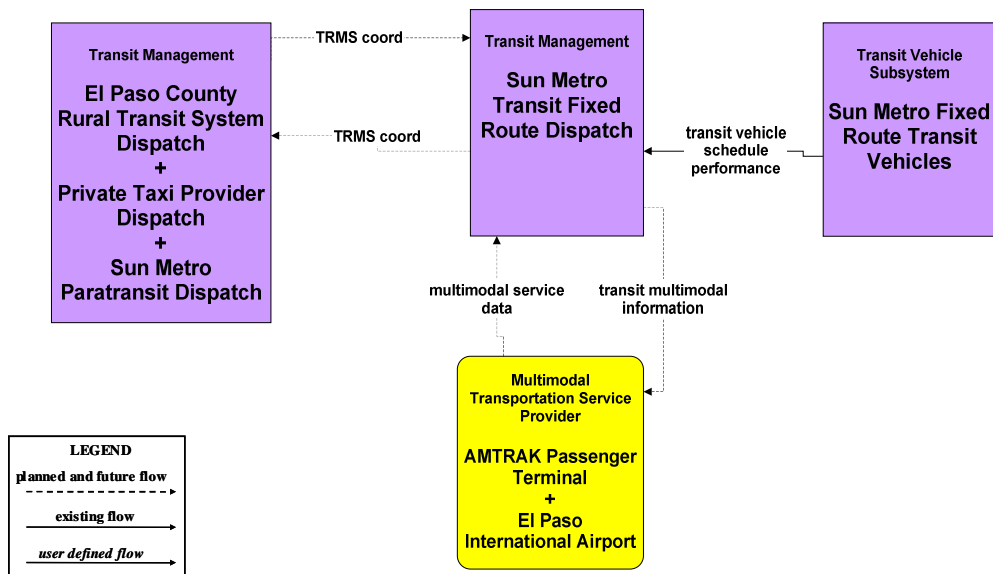 Transit Management
El Paso County
Rural Transit System
Dispatch
+
Private Taxi Provider
Dispatch
+
Sun Metro
Paratransit Dispatch
TRMS coord
TRMS coord
Transit Management
Sun Metro
Transit Fixed
Route Dispatch
transit vehicle
schedule
performance
Transit Vehicle
Subsystem
Sun Metro Fixed
Route Transit
Vehicles
multimodal service
data
transit multimodal
information
Multimodal
Transportation Service
Provider
AMTRAK Passenger
Terminal
+
El Paso
International Airport
LEGEND
planned and future flow
existing flow
user defined flow